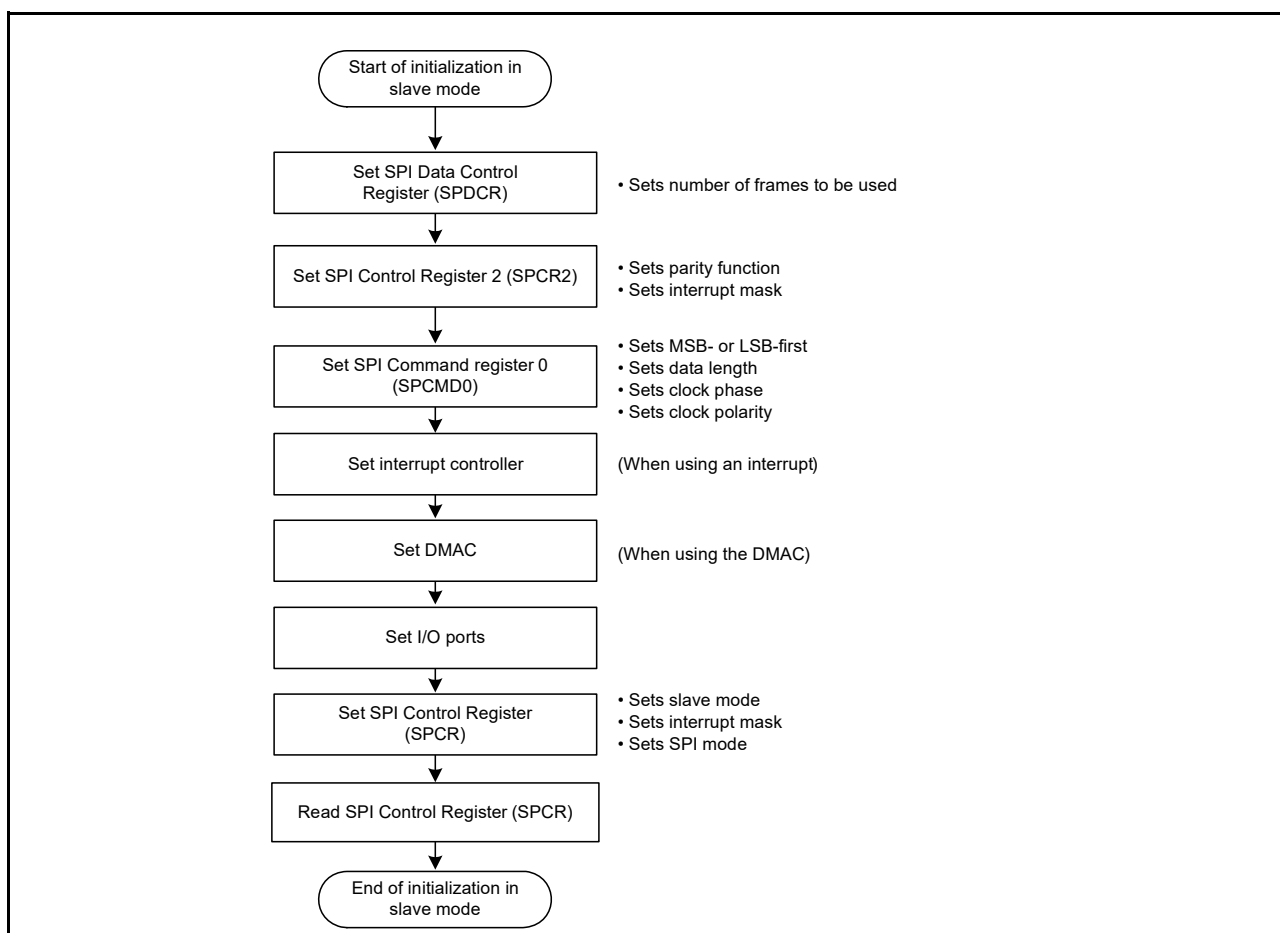 Start of initialization in
slave mode
Set SPI Data Control
Register (SPDCR)
• Sets number of frames to be used
Set SPI Control Register 2 (SPCR2)
• Sets parity function
• Sets interrupt mask
Set SPI Command register 0
(SPCMD0)
• Sets MSB- or LSB-first
• Sets data length
• Sets clock phase
• Sets clock polarity
Set interrupt controller
(When using an interrupt)
Set DMAC
(When using the DMAC)
Set I/O ports
Set SPI Control Register
(SPCR)
• Sets slave mode
• Sets interrupt mask
• Sets SPI mode
Read SPI Control Register (SPCR)
End of initialization in
slave mode